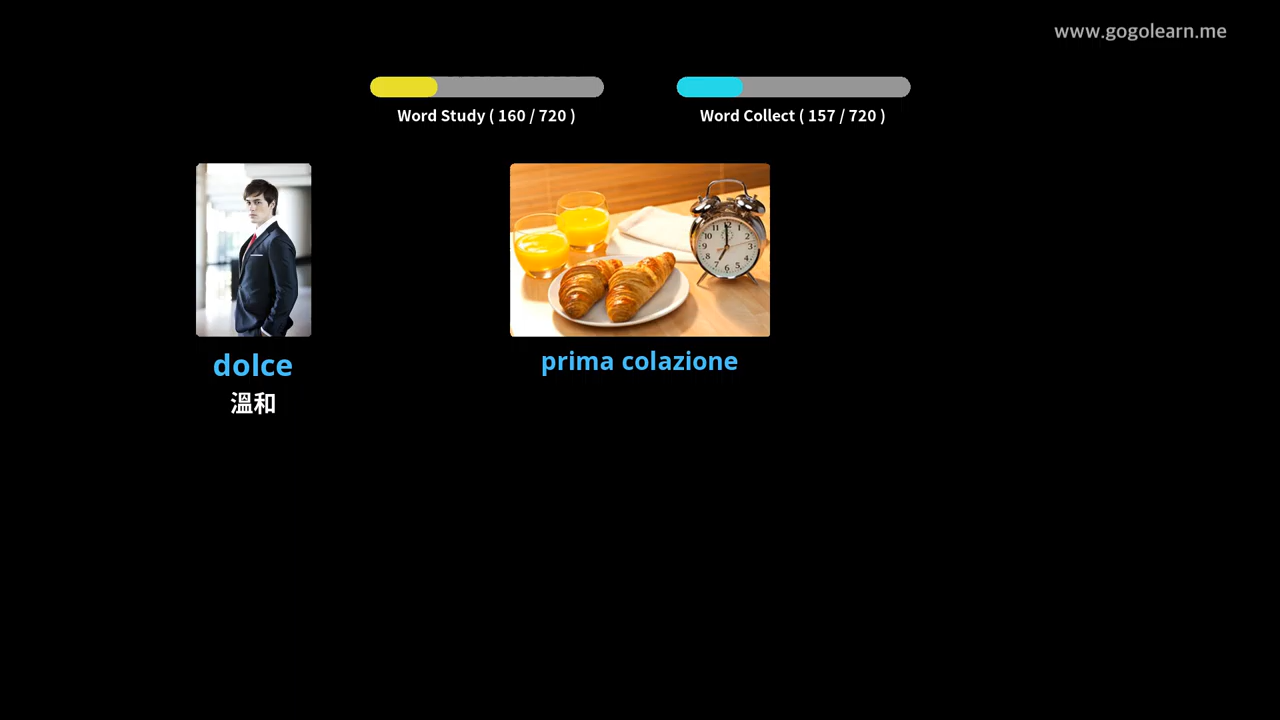 www.gogolearn.me
Word Study ( 160 / 720 )
Word Collect ( 157 / 720 )
dolce
溫和
prima colazione